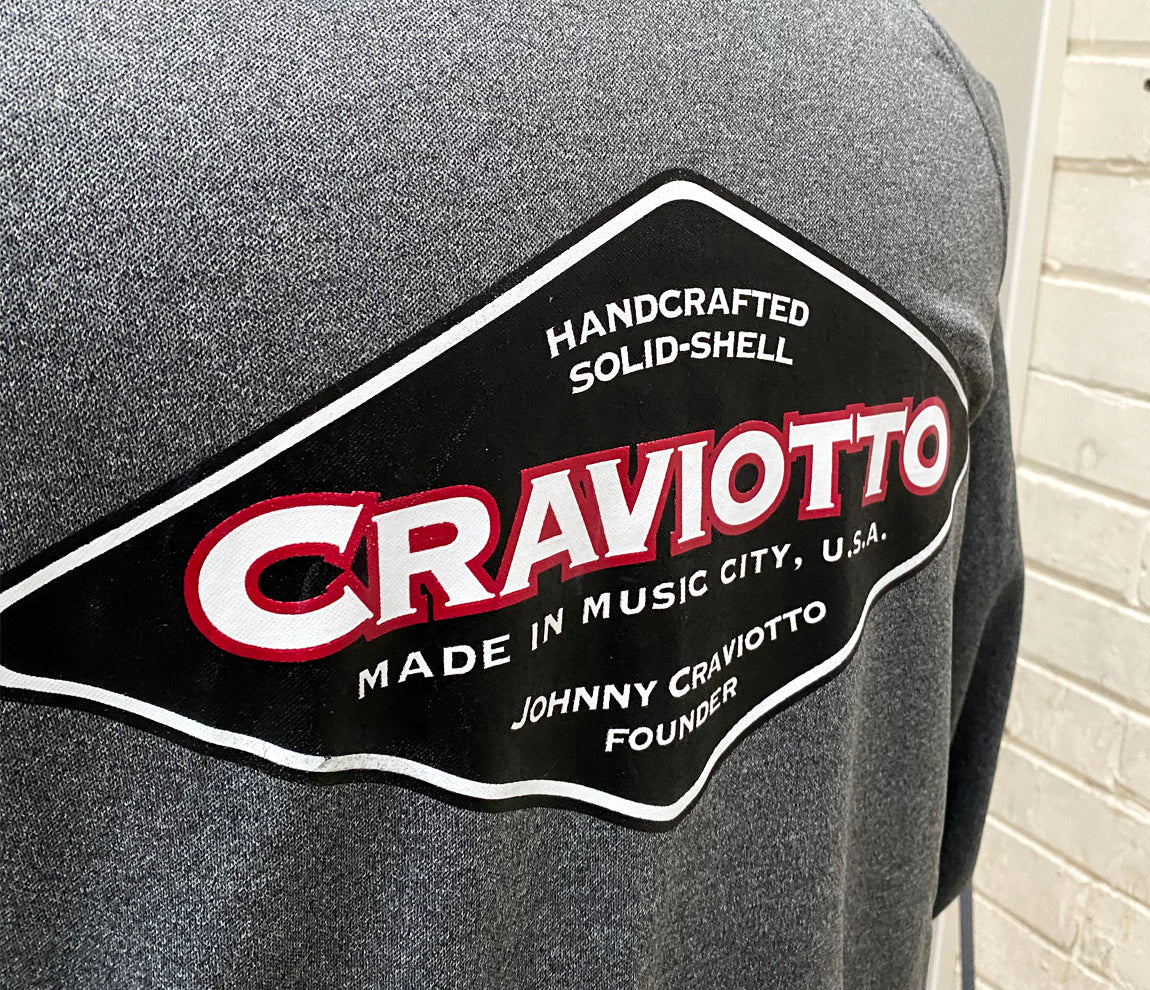 HANDCRAFTED
SOLID-SHELL
CRAVIOTTO
MADE IN MUSIC CITY, U.S.A.
JOHNNY CRAVIOTTO
FOUNDER